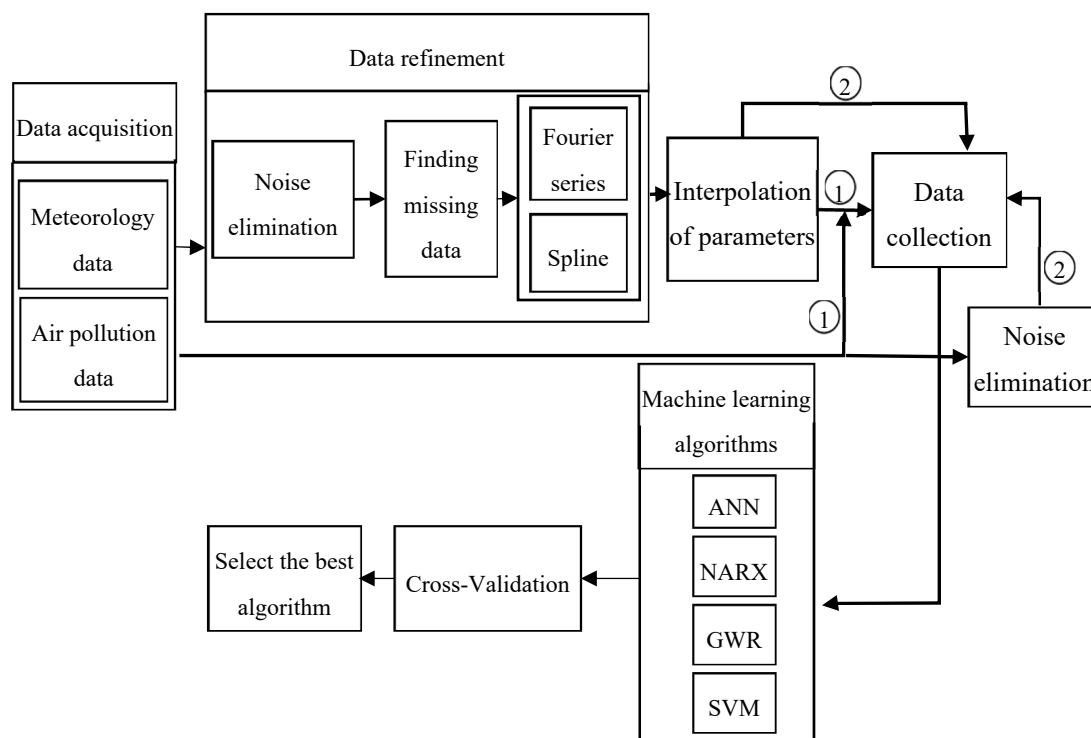 Data acquisition
Meteorology
data
Air pollution
data
Data refinement
Noise
elimination
Finding
missing
data
Fourier
series
Spline
Interpolation
of parameters
2
1
1
Data
collection
2
Noise
elimination
Machine learning
algorithms
ANN
NARX
GWR
SVM
Cross-Validation
Select the best
algorithm